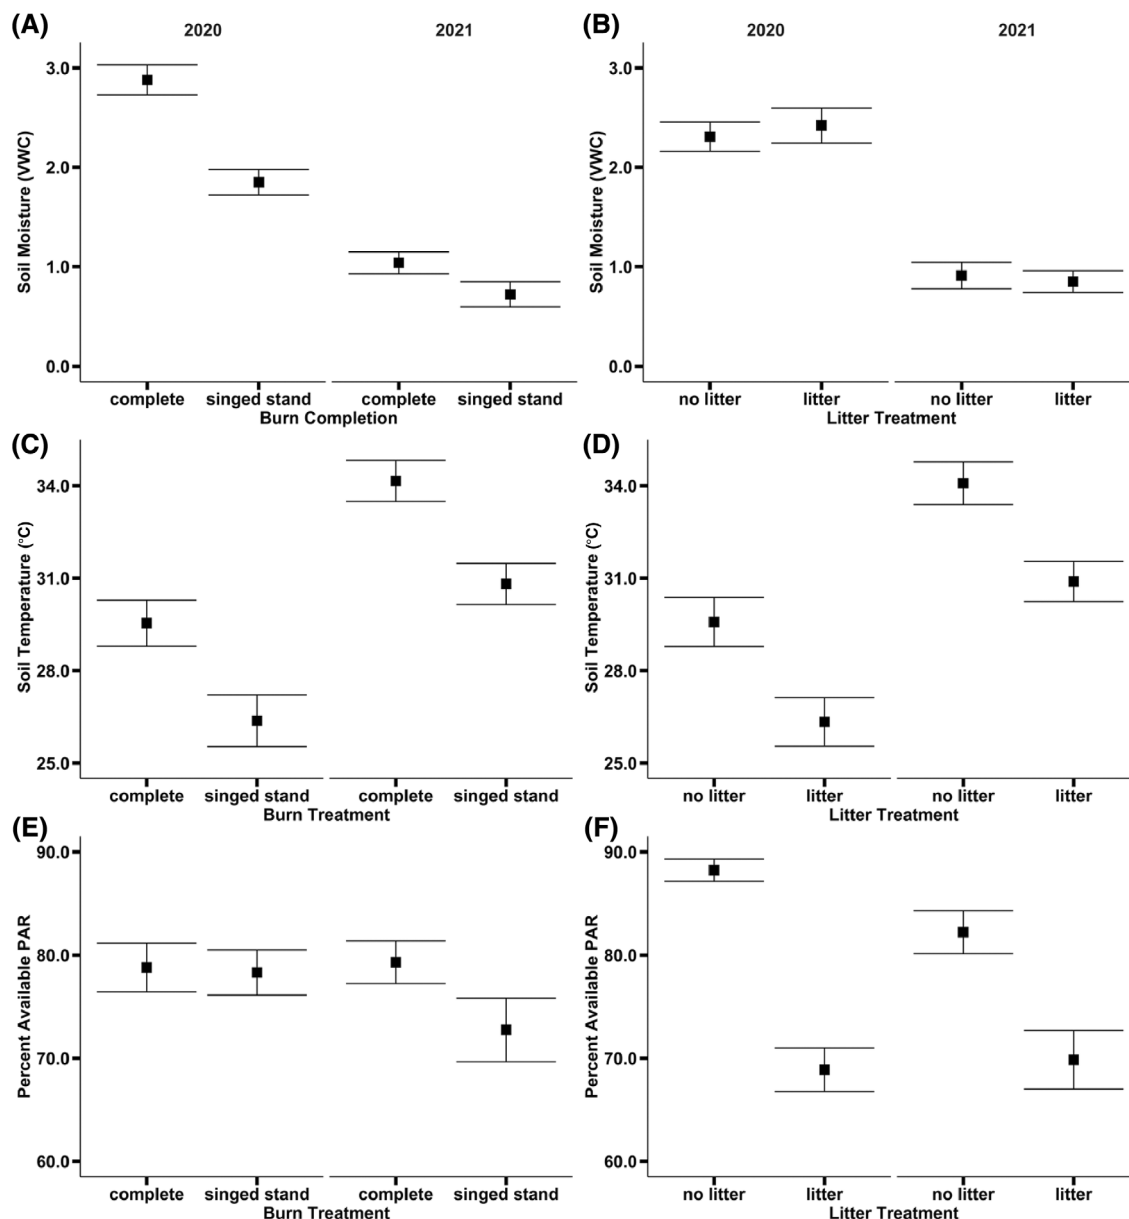 (A)
2020
2021
Soil Moisture (VWC)
3.0
2.0
1.0
0.0
complete
singed stand
complete
singed stand
Burn Completion
(B)
2020
2021
Soil Moisture (VWC)
3.0
2.0
1.0
0.0
no litter
litter
no litter
litter
Litter Treatment
(C)
Soil Temperature (°C)
34.0
31.0
28.0
25.0
complete
singed stand
complete
singed stand
Burn Treatment
(D)
Soil Temperature (°C)
34.0
31.0
28.0
25.0
no litter
litter
no litter
litter
Litter Treatment
(E)
Percent Available PAR
90.0
80.0
70.0
60.0
complete
singed stand
complete
singed stand
Burn Treatment
(F)
Percent Available PAR
90.0
80.0
70.0
60.0
no litter
litter
no litter
litter
Litter Treatment